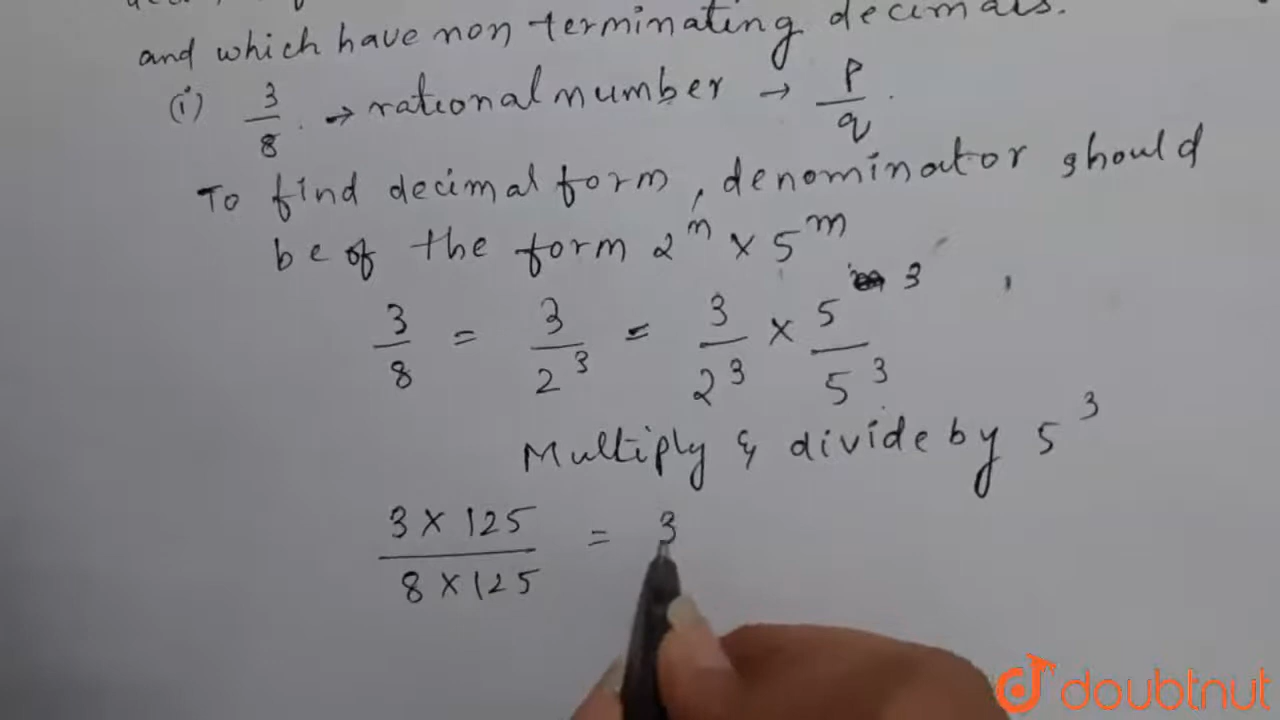 and which have non terminating decimals.
(i) 3/8 . → rational number → p/q .
To find decimal form, denominator should
be of the form 2^m × 5^m
3/8 = 3/2^3 = 3/2^3 × 5^3/5^3
Multiply & divide by 5^3
3 × 125 / 8 × 125 = 3
doubtnut